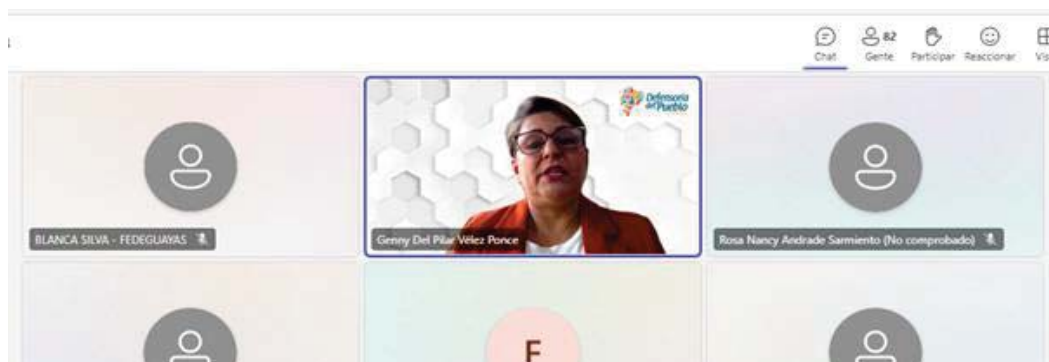 82
Chat Gente Participar Reaccionar
Defensoría
del Pueblo
BLANCA SILVA - FEDEGUAYAS
Genny Del Pilar Vélez Ponce
Rosa Nancy Andrade Sarmiento (No comprobado)